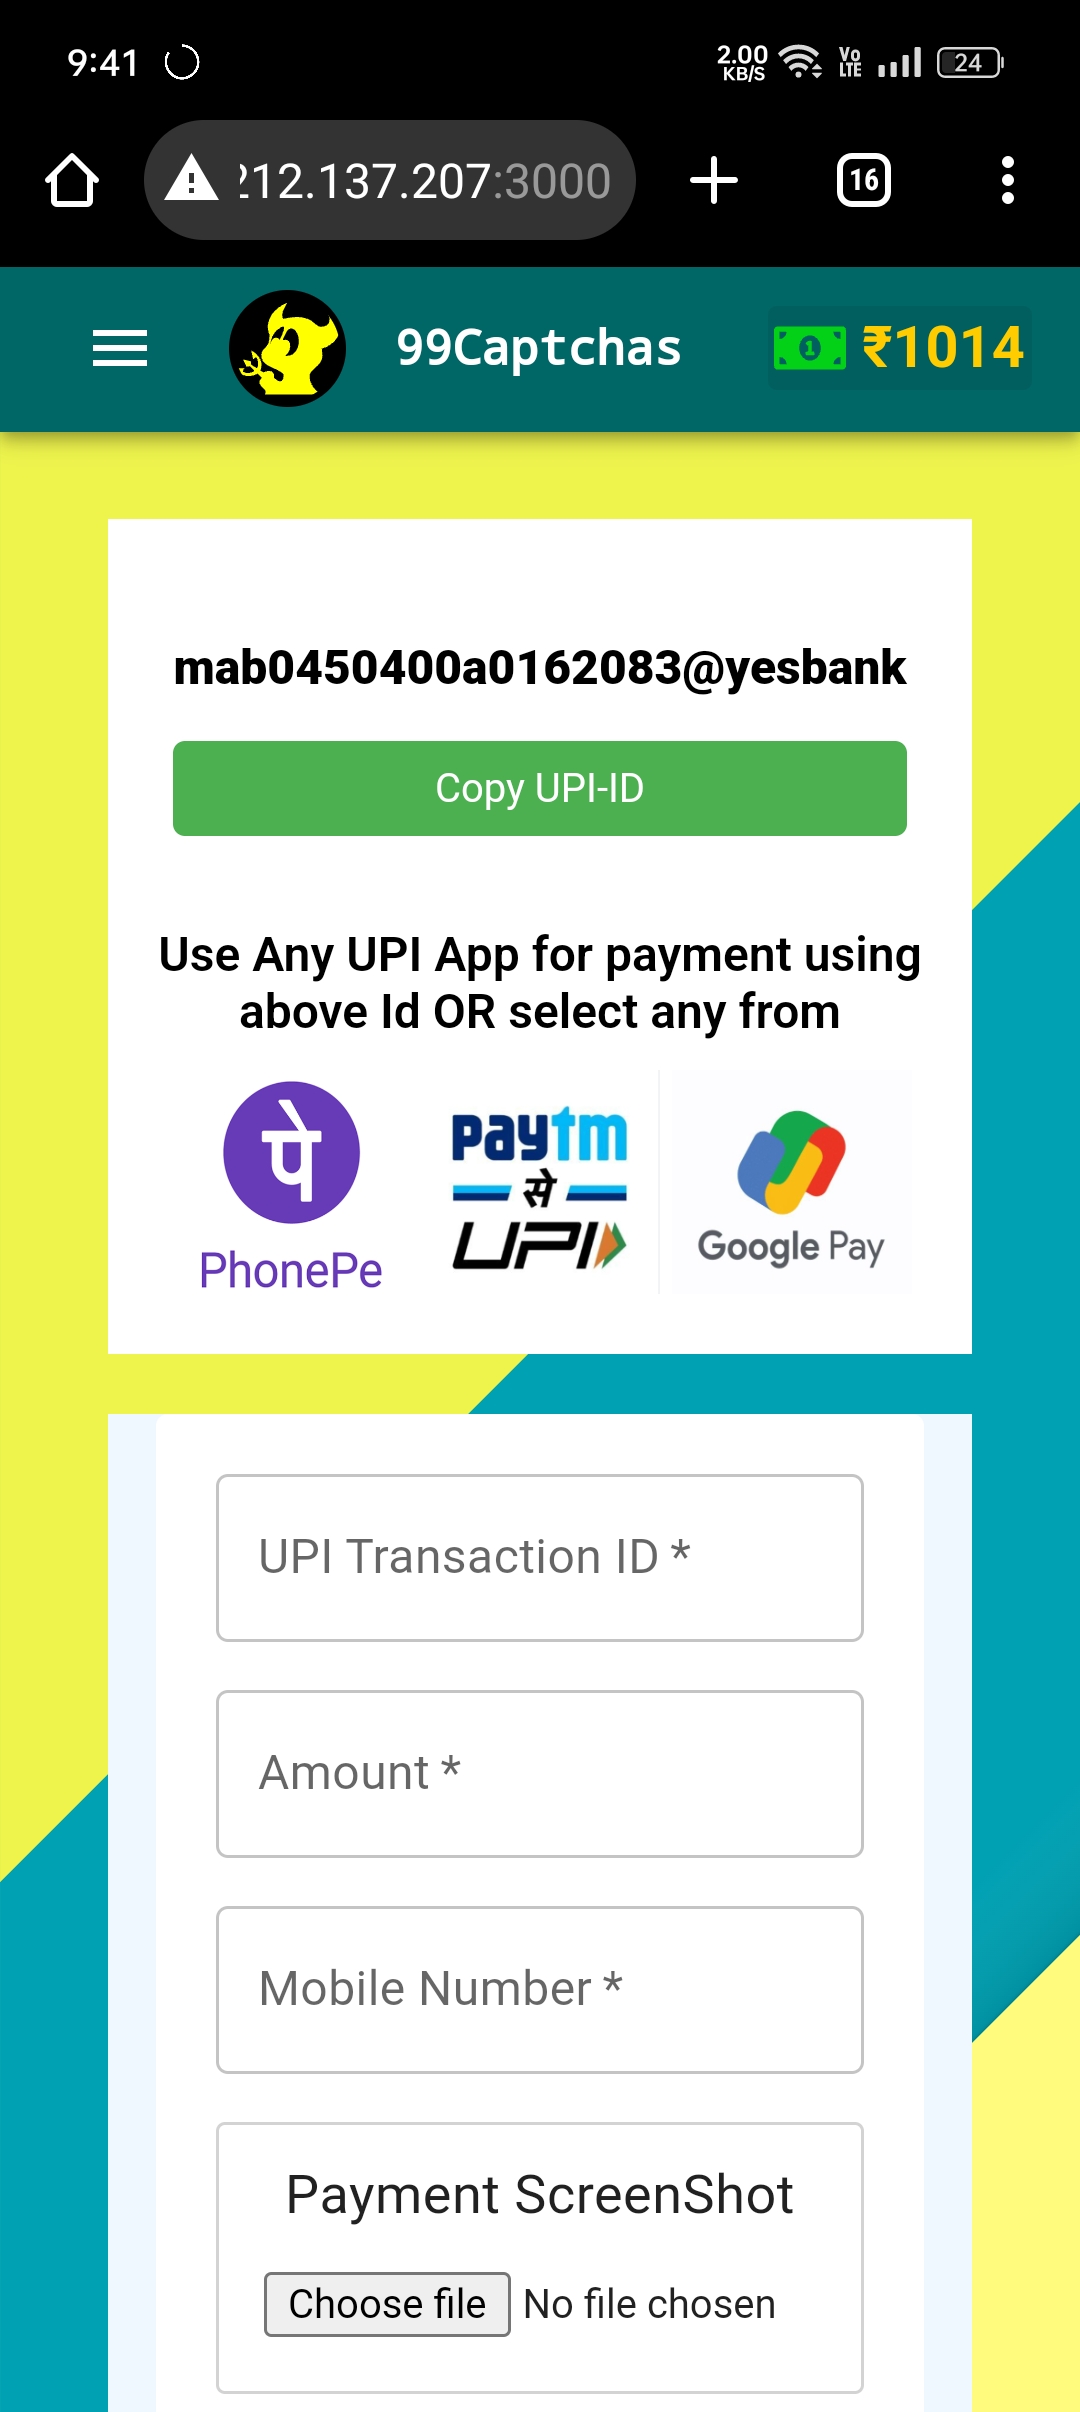 9:41
2.00
KB/S
Vo
LTE
24
212.137.207:3000
16
99Captchas
1
₹1014
mab0450400a0162083@yesbank
Copy UPI-ID
Use Any UPI App for payment using
above Id OR select any from
पे
PhonePe
paytm
से
UPI
Google Pay
UPI Transaction ID *
Amount *
Mobile Number *
Payment ScreenShot
Choose file No file chosen